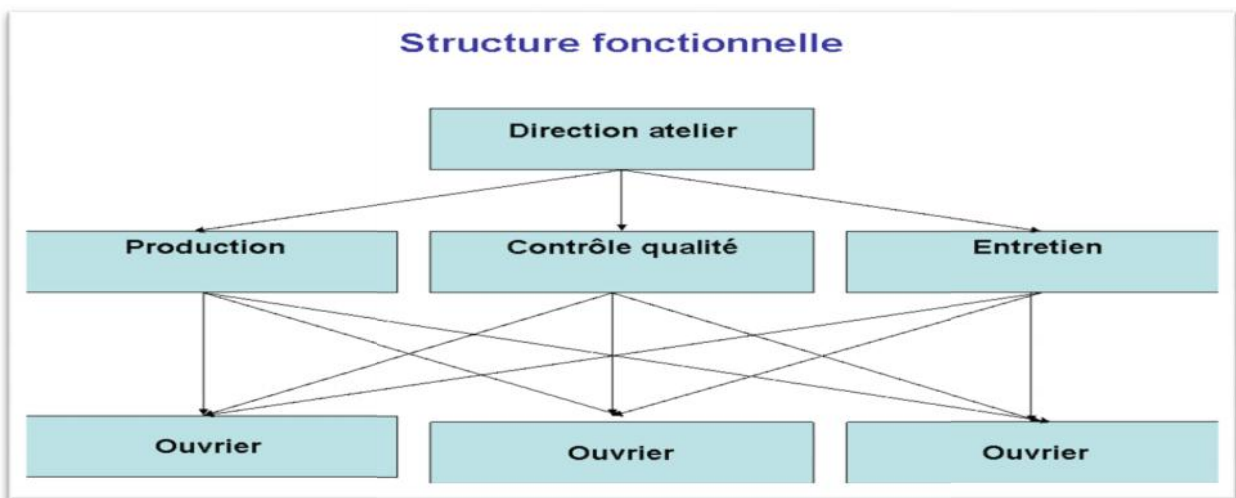 Structure fonctionnelle
Direction atelier
Production
Contrôle qualité
Entretien
Ouvrier
Ouvrier
Ouvrier